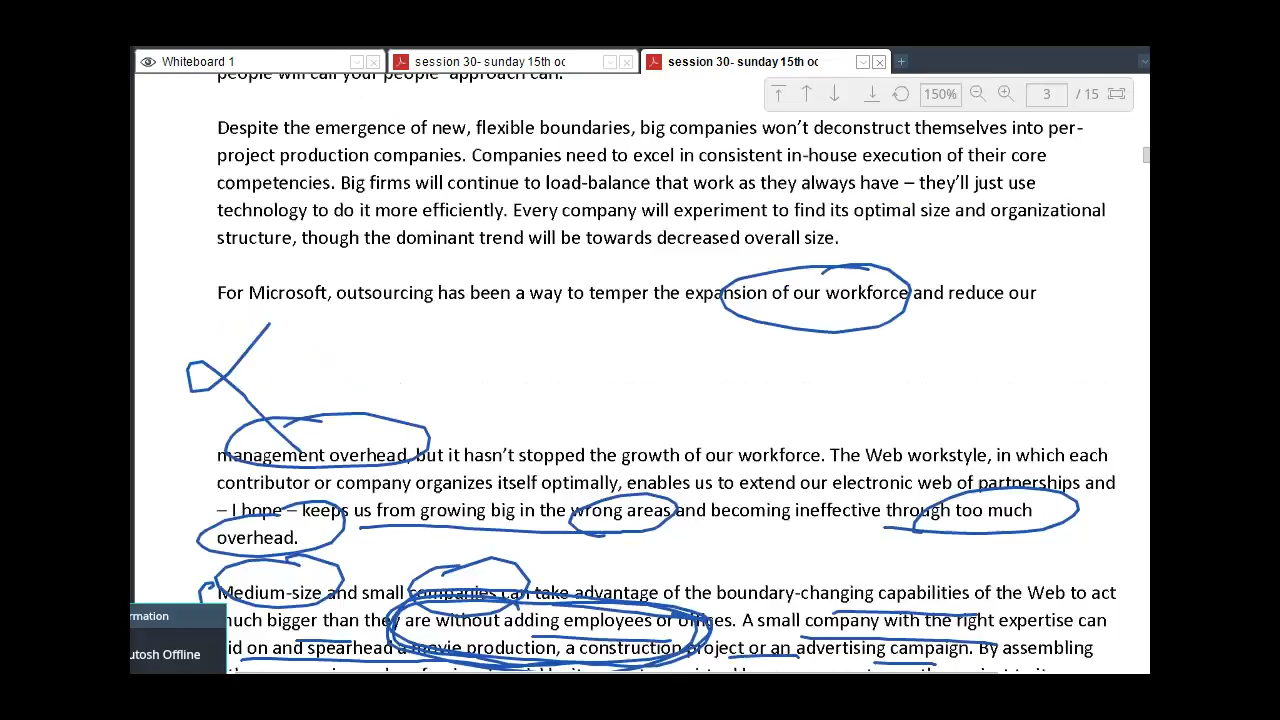 Whiteboard 1
session 30- sunday 15th oc
session 30- sunday 15th oc
people will call your people' approach can.
150%
3
/ 15
Despite the emergence of new, flexible boundaries, big companies won't deconstruct themselves into per-
project production companies. Companies need to excel in consistent in-house execution of their core
competencies. Big firms will continue to load-balance that work as they always have – they'll just use
technology to do it more efficiently. Every company will experiment to find its optimal size and organizational
structure, though the dominant trend will be towards decreased overall size.
For Microsoft, outsourcing has been a way to temper the expansion of our workforce and reduce our
management overhead, but it hasn't stopped the growth of our workforce. The Web workstyle, in which each
contributor or company organizes itself optimally, enables us to extend our electronic web of partnerships and
– I hope – keeps us from growing big in the wrong areas and becoming ineffective through too much
overhead.
Medium-size and small companies can take advantage of the boundary-changing capabilities of the Web to act
much bigger than they are without adding employees or offices. A small company with the right expertise can
bid on and spearhead a movie production, a construction project or an advertising campaign. By assembling
rmation
utosh Offline